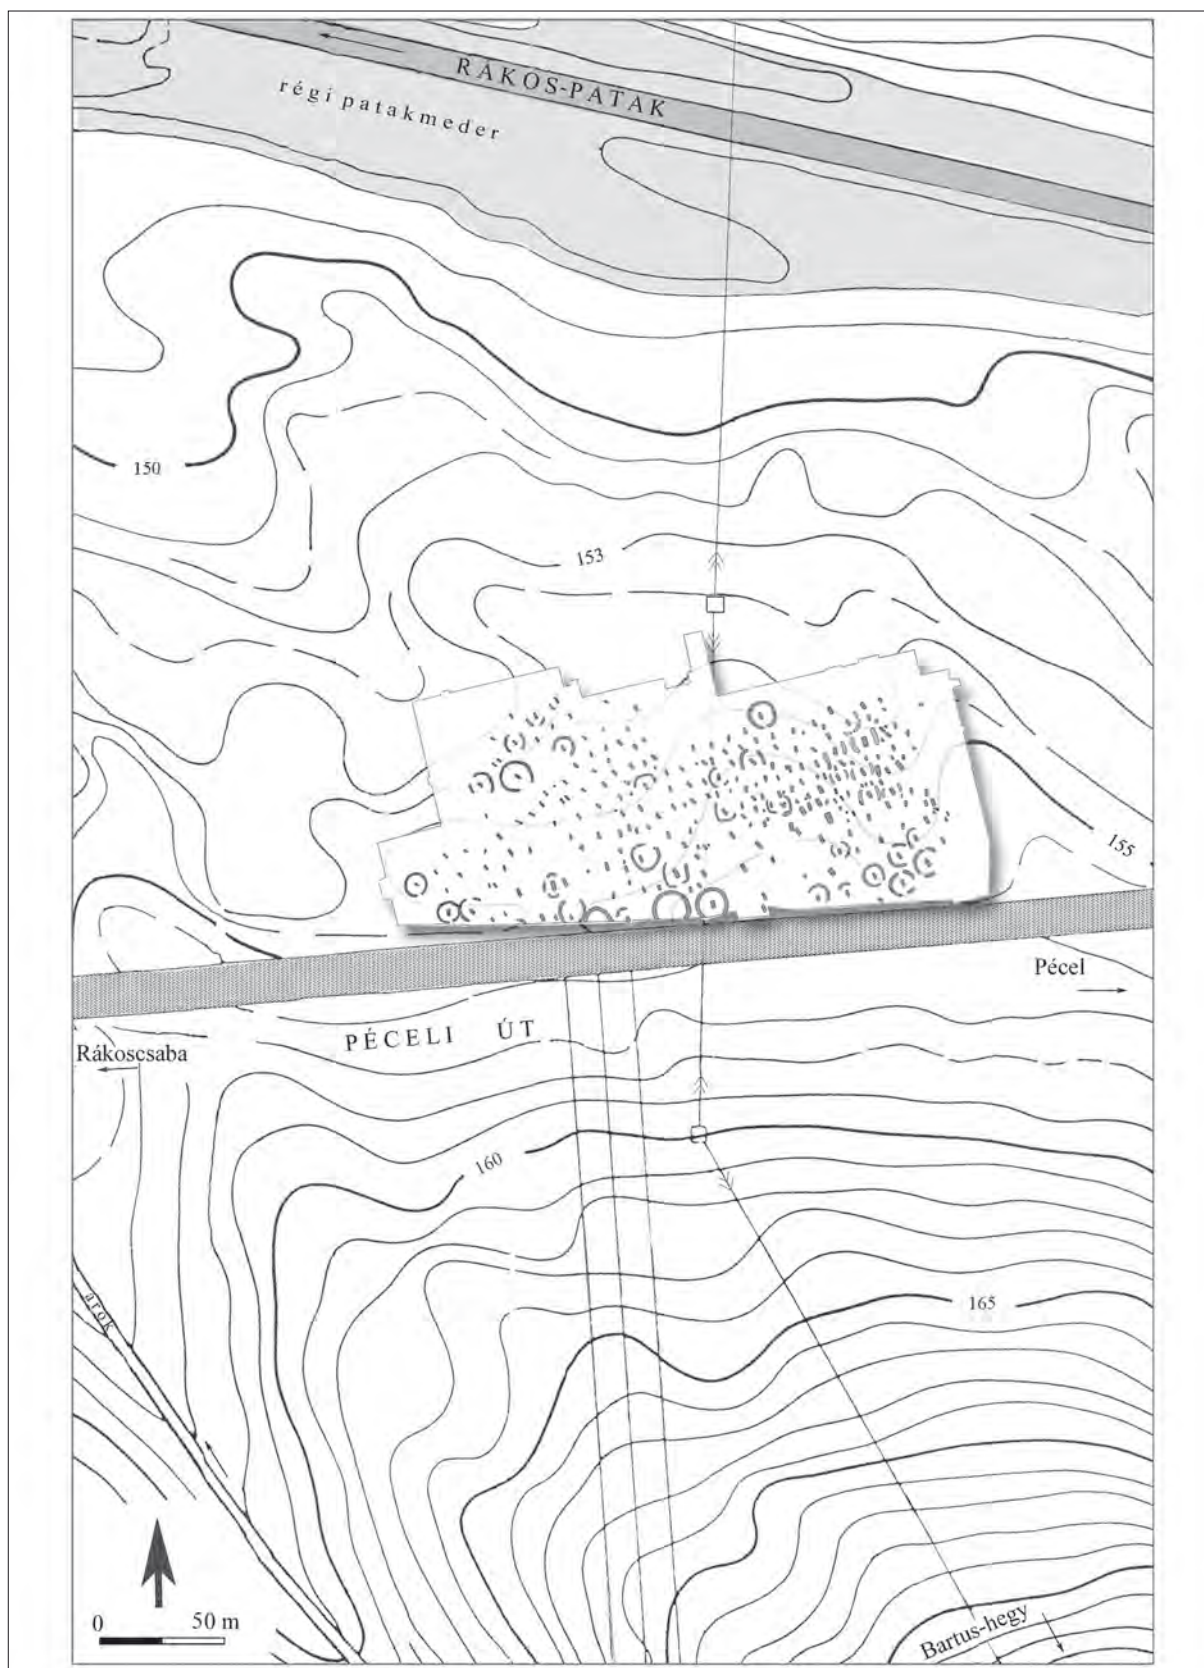 RÁKOS-PATAK
régi patakmeder
150
153
155
Pécel
PÉCELI ÚT
Rákoscsaba
160
165
árok
0 50 m
Bartus-hegy